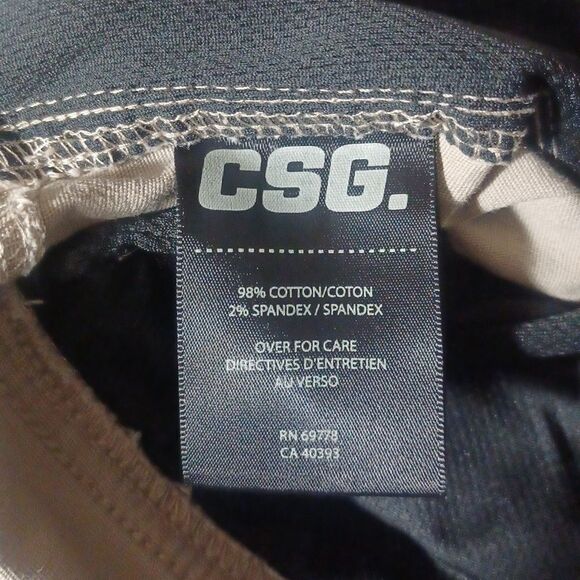 CSG.
98% COTTON/COTON
2% SPANDEX / SPANDEX
OVER FOR CARE
DIRECTIVES D'ENTRETIEN
AU VERSO
RN 69778
CA 40393